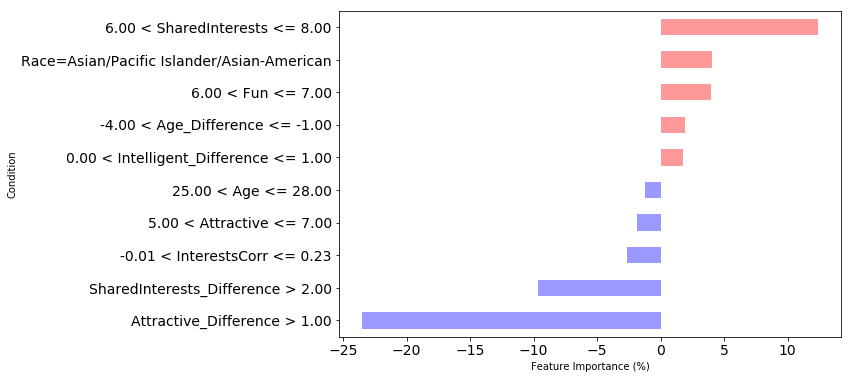 6.00 < SharedInterests <= 8.00
Race=Asian/Pacific Islander/Asian-American
6.00 < Fun <= 7.00
-4.00 < Age_Difference <= -1.00
0.00 < Intelligent_Difference <= 1.00
25.00 < Age <= 28.00
5.00 < Attractive <= 7.00
-0.01 < InterestsCorr <= 0.23
SharedInterests_Difference > 2.00
Attractive_Difference > 1.00
Condition
−25 −20 −15 −10 −5 0 5 10
Feature Importance (%)